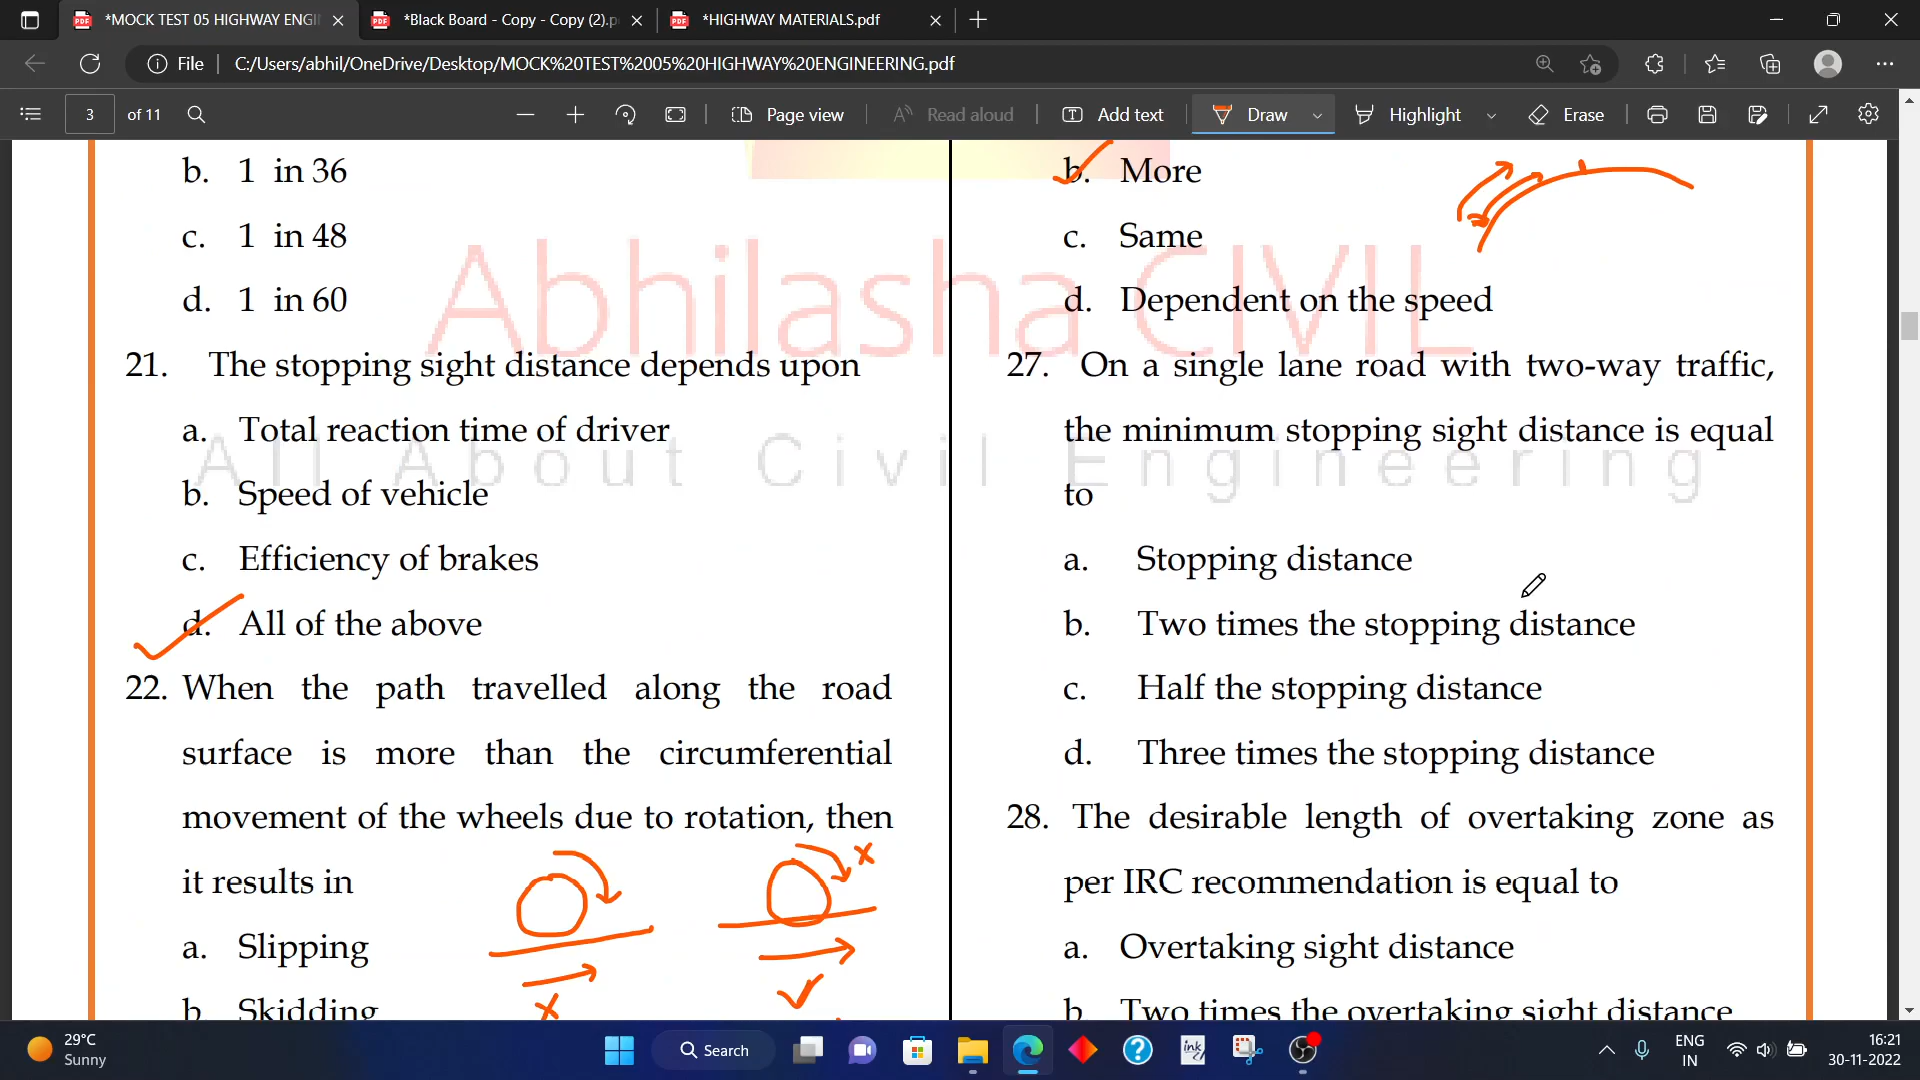 *MOCK TEST 05 HIGHWAY ENGI
*Black Board - Copy - Copy (2).p
*HIGHWAY MATERIALS.pdf
File
C:/Users/abhil/OneDrive/Desktop/MOCK%20TEST%2005%20HIGHWAY%20ENGINEERING.pdf
3 of 11
Page view
Read aloud
Add text
Draw
Highlight
Erase
b. 1 in 36
c. 1 in 48
d. 1 in 60
21. The stopping sight distance depends upon
a. Total reaction time of driver
b. Speed of vehicle
c. Efficiency of brakes
d. All of the above
22. When the path travelled along the road
surface is more than the circumferential
movement of the wheels due to rotation, then
it results in
a. Slipping
b. Skidding
b. More
c. Same
d. Dependent on the speed
27. On a single lane road with two-way traffic,
the minimum stopping sight distance is equal
to
a. Stopping distance
b. Two times the stopping distance
c. Half the stopping distance
d. Three times the stopping distance
28. The desirable length of overtaking zone as
per IRC recommendation is equal to
a. Overtaking sight distance
b. Two times the overtaking sight distance
Abhilasha CIVIL
All About Civil Engineering
29°C
Sunny
Search
ink
ENG
IN
16:21
30-11-2022